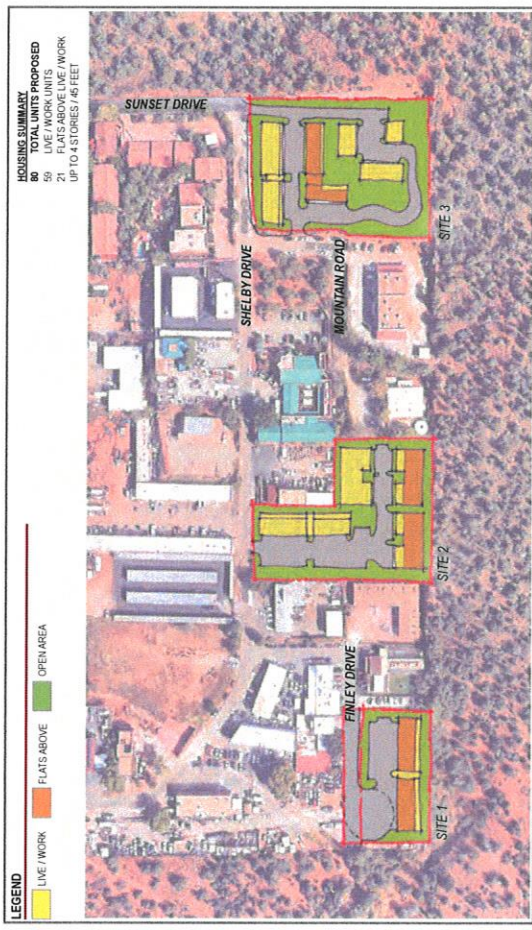 LEGEND
LIVE / WORK
FLATS ABOVE
OPEN AREA
HOUSING SUMMARY
80 TOTAL UNITS PROPOSED
59 LIVE / WORK UNITS
21 FLATS ABOVE LIVE / WORK
UP TO 4 STORIES / 45 FEET
SUNSET DRIVE
SHELBY DRIVE
MOUNTAIN ROAD
FINLEY DRIVE
SITE 1
SITE 2
SITE 3